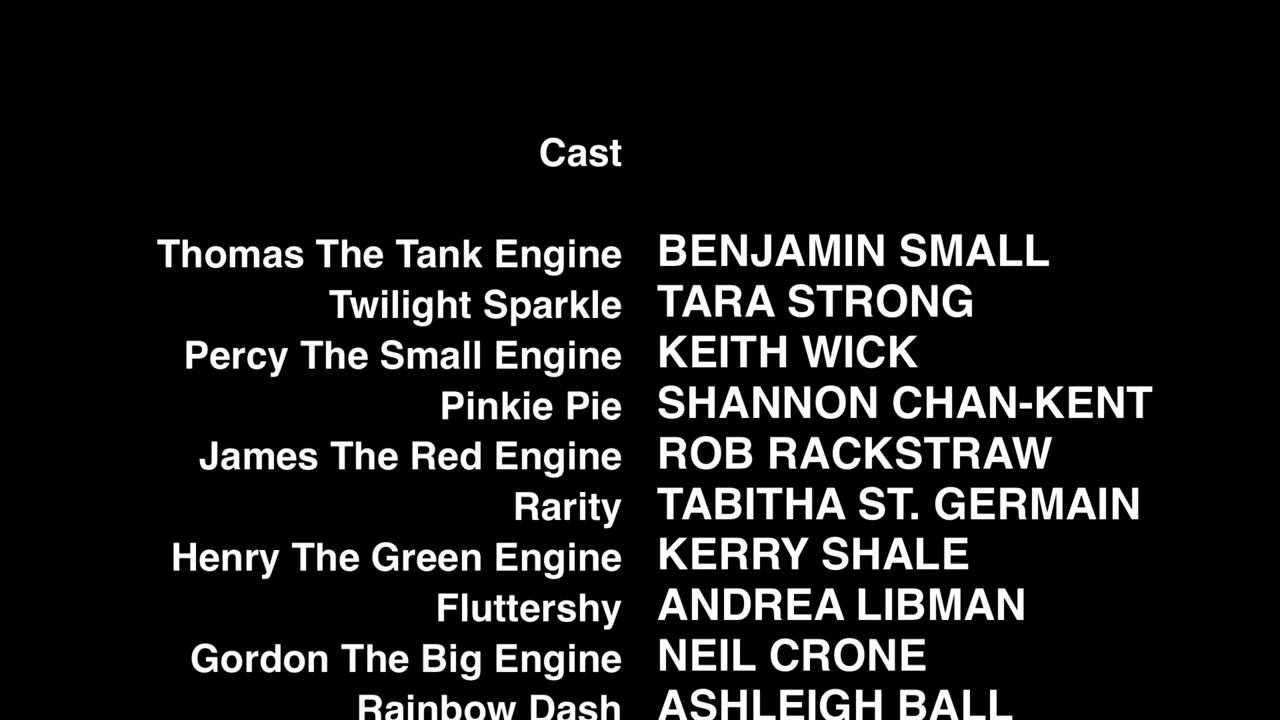 Cast
Thomas The Tank Engine BENJAMIN SMALL
Twilight Sparkle TARA STRONG
Percy The Small Engine KEITH WICK
Pinkie Pie SHANNON CHAN-KENT
James The Red Engine ROB RACKSTRAW
Rarity TABITHA ST. GERMAIN
Henry The Green Engine KERRY SHALE
Fluttershy ANDREA LIBMAN
Gordon The Big Engine NEIL CRONE
Rainbow Dash ASHLEIGH BALL